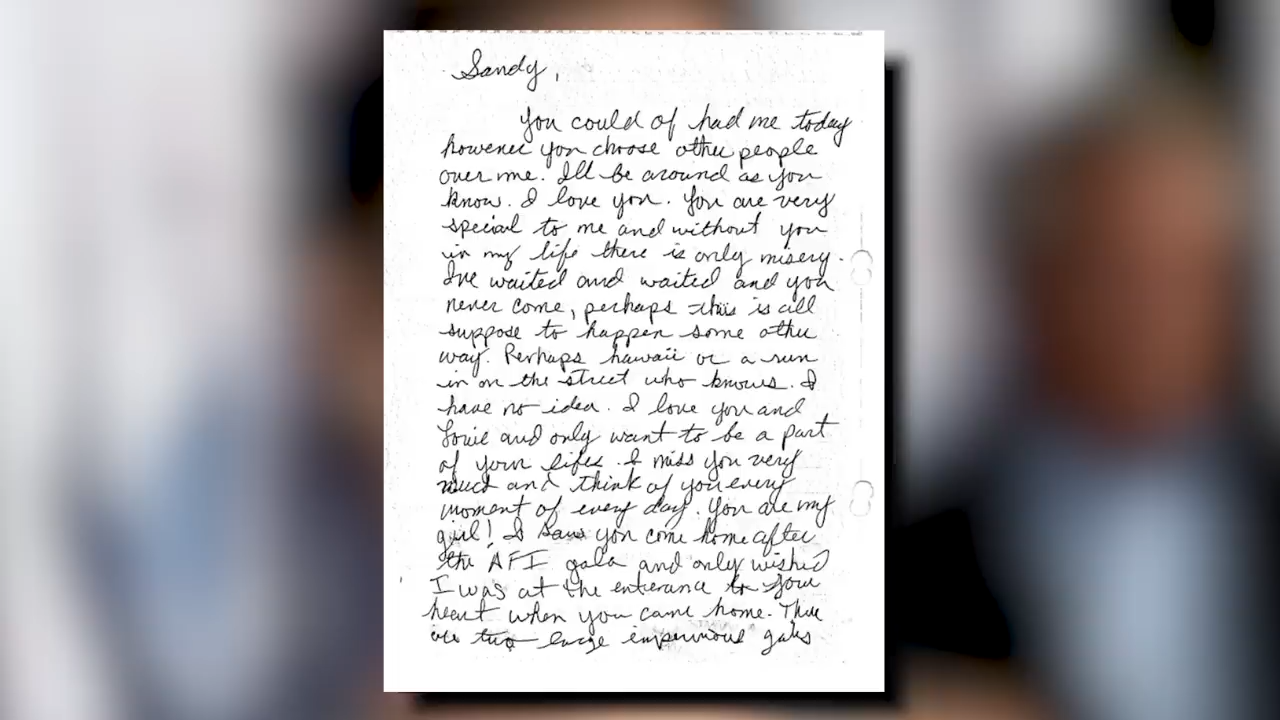 Sandy,
You could of had me today
however you choose other people
over me. I'll be around as you
know. I love you. You are very
special to me and without you
in my life there is only misery.
I've waited and waited and you
never come, perhaps this is all
suppose to happen some other
way. Perhaps hawaii or a run
in on the street who knows. I
have no idea. I love you and
Louie and only want to be a part
of your lifes. I miss you very
much and think of you every
moment of every day. You are my
girl! I saw you come home after
the AFI gala and only wished
I was at the enterance to your
heart when you came home. There
are two large impervious gates